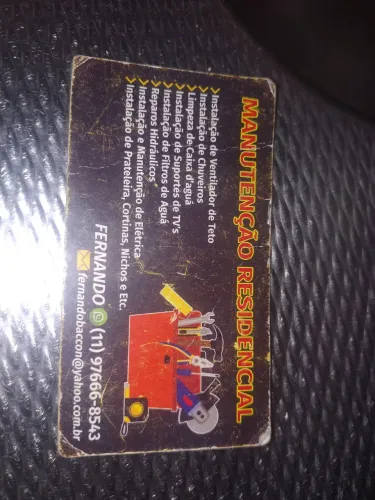 MANUTENÇÃO RESIDENCIAL
Instalação de Ventilador de Teto
Instalação de Chuveiros
Limpeza de Caixa d'aguá
Instalação de Suportes de TV's
Instalação de Filtros de Aguá
Reparos Hidráulicos
Instalação e Manutenção de Elétrica
Instalação de Prateleira, Cortinas, Nichos e Etc.
FERNANDO (11) 97666-8543
fernandobaccon@yahoo.com.br